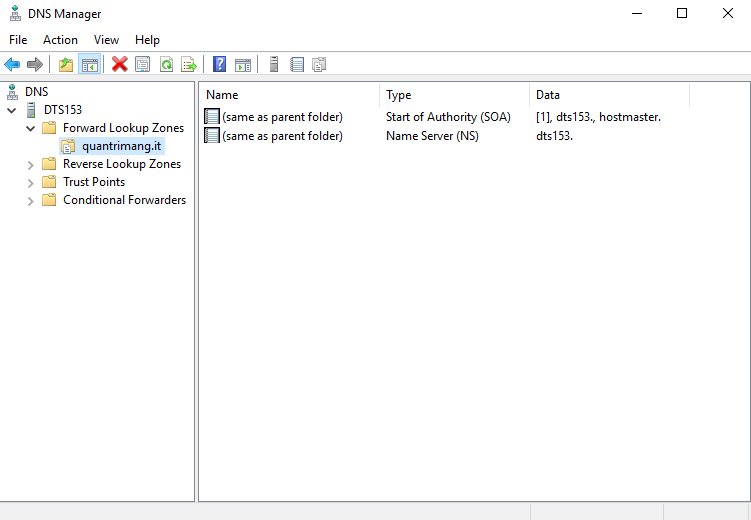 DNS Manager
File Action View Help
DNS
DTS153
Forward Lookup Zones
quantrimang.it
Reverse Lookup Zones
Trust Points
Conditional Forwarders
Name Type Data
(same as parent folder) Start of Authority (SOA) [1], dts153., hostmaster.
(same as parent folder) Name Server (NS) dts153.